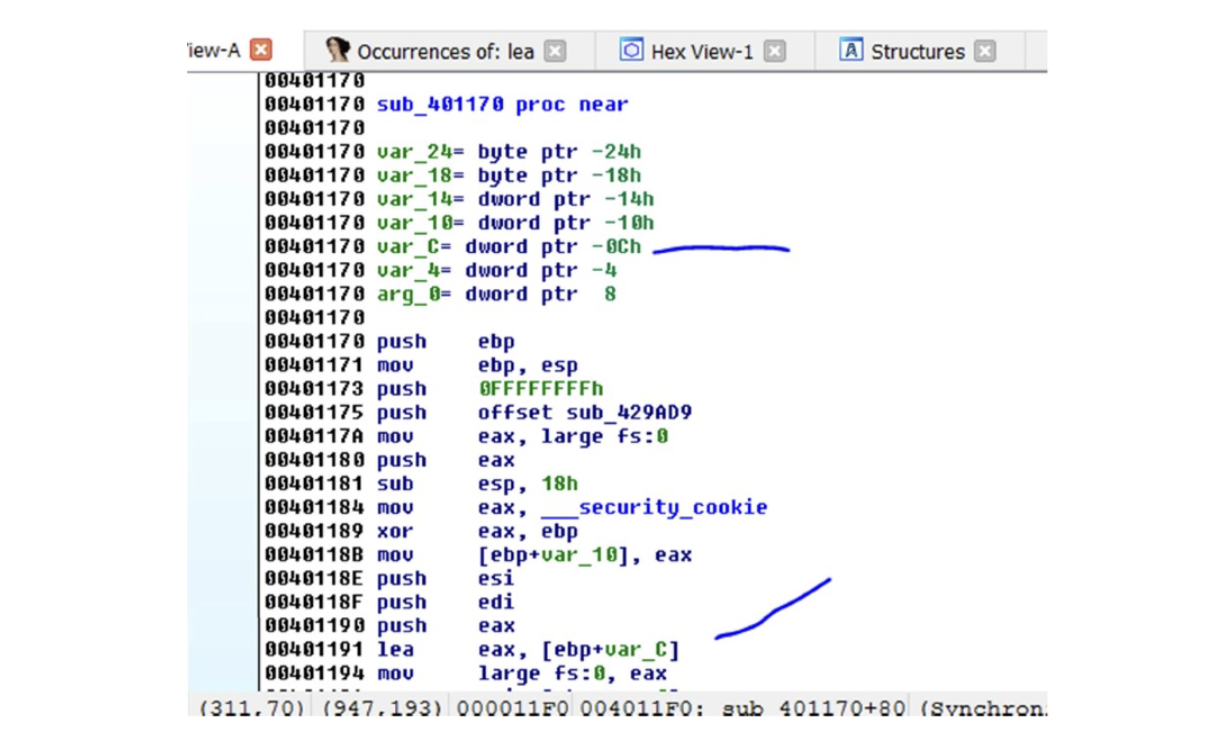 iew-A Occurrences of: lea Hex View-1 Structures
00401170
00401170 sub_401170 proc near
00401170
00401170 var_24= byte ptr -24h
00401170 var_18= byte ptr -18h
00401170 var_14= dword ptr -14h
00401170 var_10= dword ptr -10h
00401170 var_C= dword ptr -0Ch
00401170 var_4= dword ptr -4
00401170 arg_0= dword ptr  8
00401170
00401170 push    ebp
00401171 mov     ebp, esp
00401173 push    0FFFFFFFFh
00401175 push    offset sub_429AD9
0040117A mov     eax, large fs:0
00401180 push    eax
00401181 sub     esp, 18h
00401184 mov     eax, ___security_cookie
00401189 xor     eax, ebp
0040118B mov     [ebp+var_10], eax
0040118E push    esi
0040118F push    edi
00401190 push    eax
00401191 lea     eax, [ebp+var_C]
00401194 mov     large fs:0, eax
(311,70) (947,193) 000011F0 004011F0: sub_401170+80 (Synchron